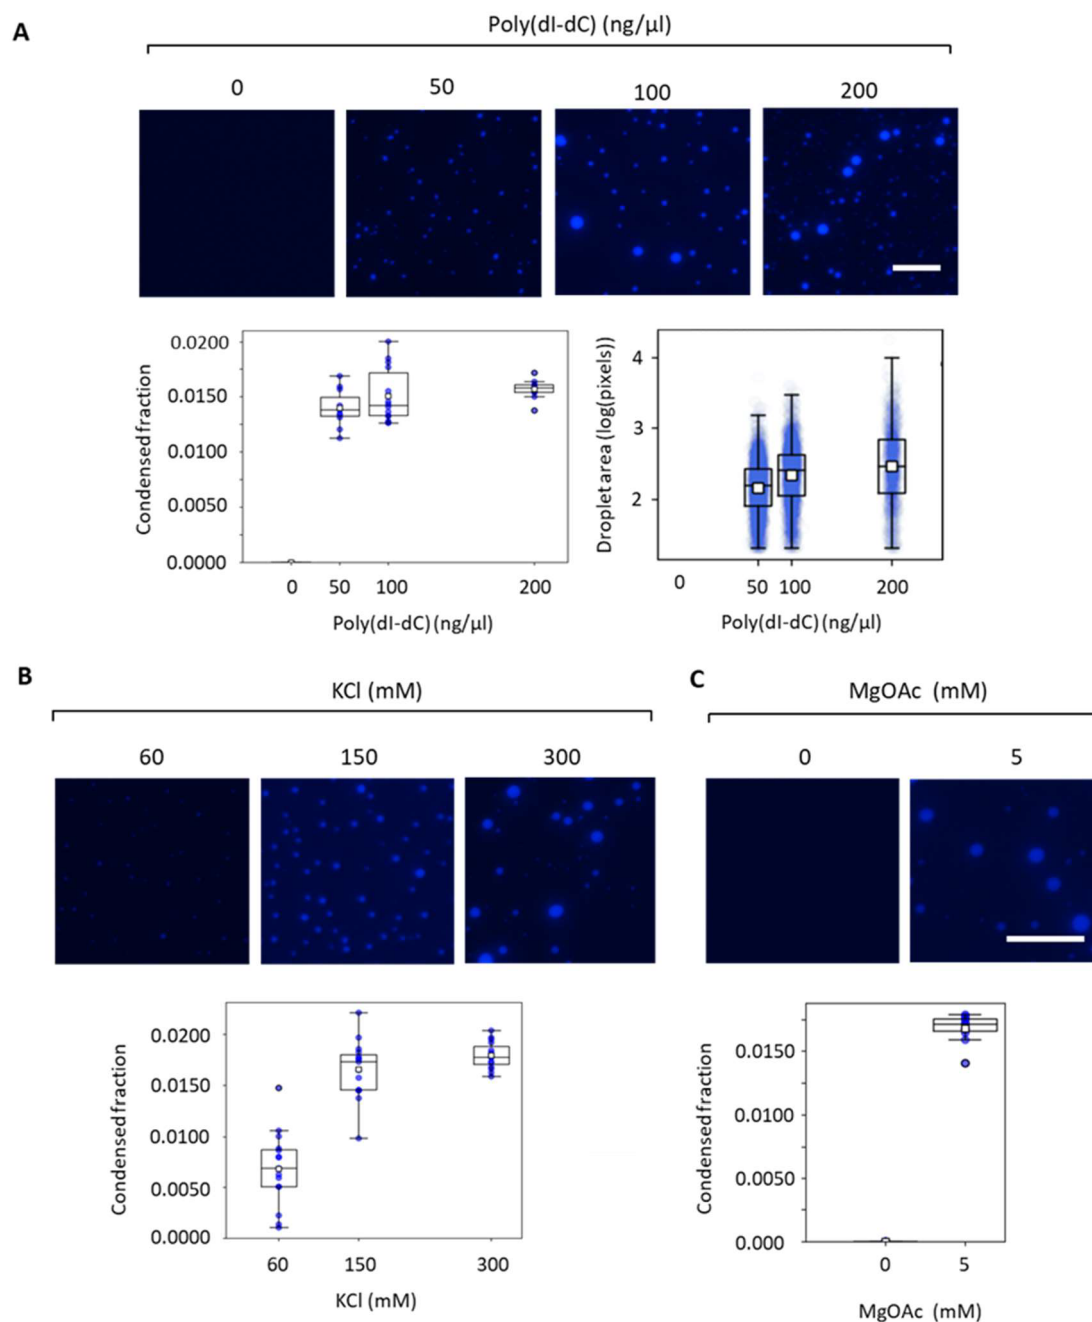 A
Poly(dI-dC) (ng/µl)
0 50 100 200
0.0200
0.0150
0.0100
0.0050
0.0000
Condensed fraction
0 50 100 200
Poly(dI-dC) (ng/µl)
4
3
2
Droplet area (log(pixels))
0 50 100 200
Poly(dI-dC) (ng/µl)
B
KCl (mM)
60 150 300
0.0200
0.0150
0.0100
0.0050
0.0000
Condensed fraction
60 150 300
KCl (mM)
C
MgOAc (mM)
0 5
0.0150
0.0100
0.0050
0.000
Condensed fraction
0 5
MgOAc (mM)